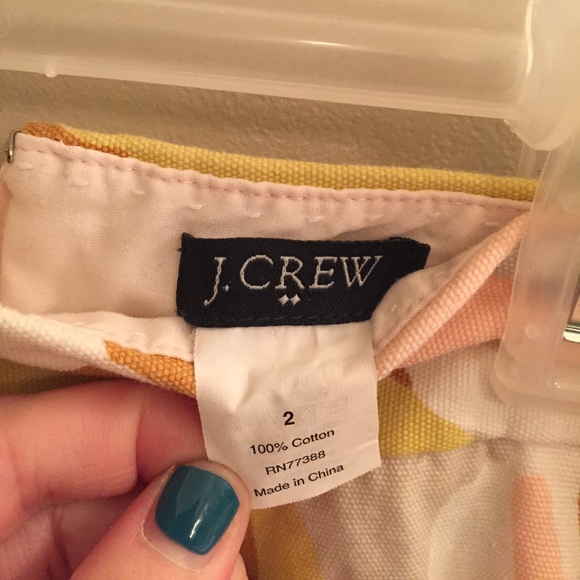 J.CREW
2
100% Cotton
RN77388
Made in China